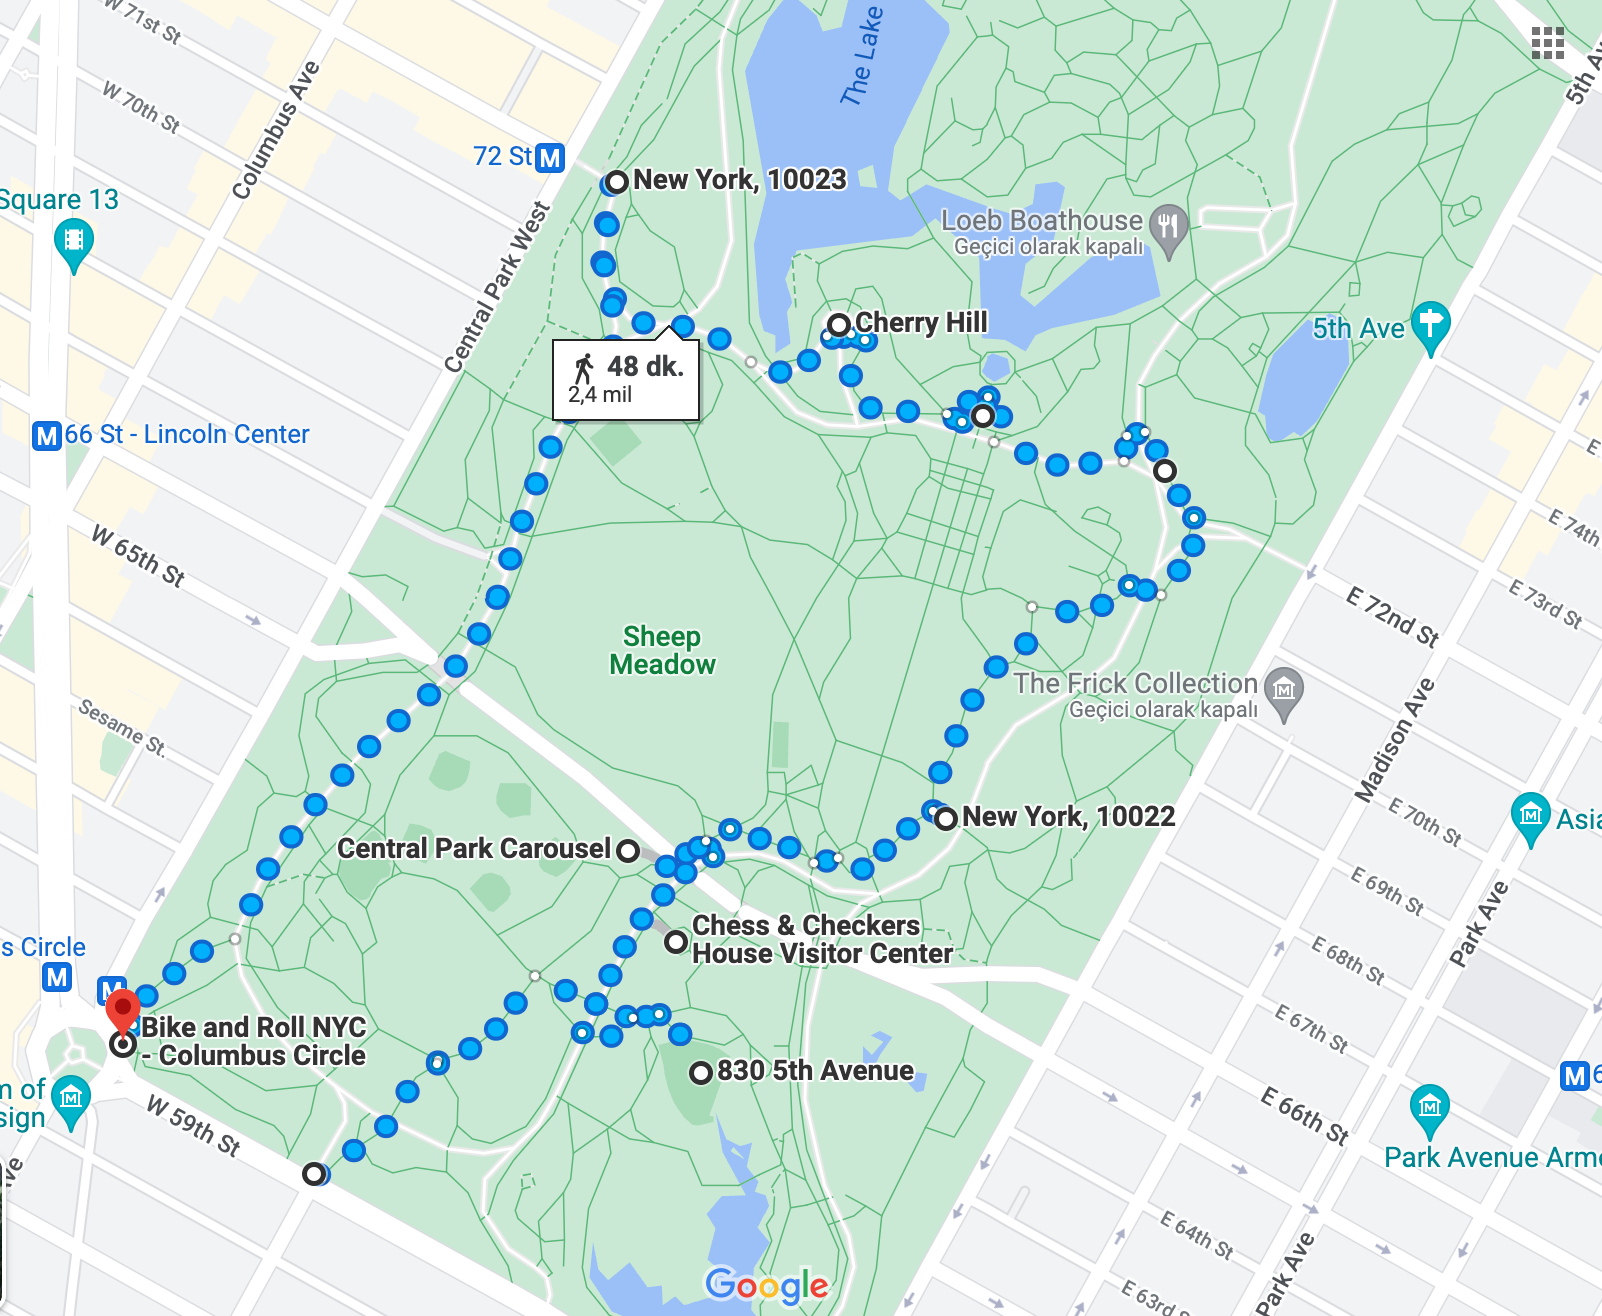 W 71st St
The Lake
5th Av
W 70th St
Columbus Ave
72 St
New York, 10023
Square 13
Loeb Boathouse
Geçici olarak kapalı
Central Park West
Cherry Hill
5th Ave
48 dk.
2,4 mil
66 St - Lincoln Center
W 65th St
E 74th
E 73rd St
E 72nd St
Sheep
Meadow
The Frick Collection
Geçici olarak kapalı
Madison Ave
Sesame St.
New York, 10022
E 70th St
Asia
Central Park Carousel
E 69th St
Park Ave
Chess & Checkers
House Visitor Center
s Circle
E 68th St
E 67th St
Bike and Roll NYC
- Columbus Circle
830 5th Avenue
m of
sign
W 59th St
E 66th St
Park Avenue Armo
E 64th St
Park Ave
E 63rd S
Google